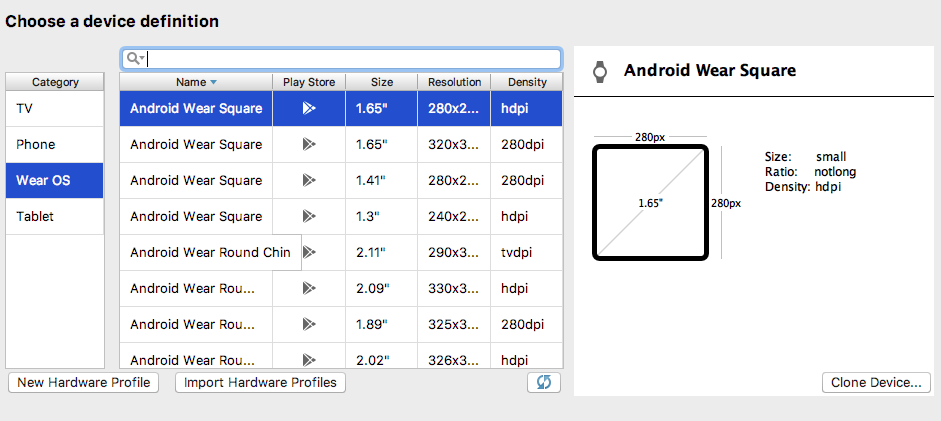 Choose a device definition
Category
TV
Phone
Wear OS
Tablet
Name Play Store Size Resolution Density
Android Wear Square 1.65" 280x2... hdpi
Android Wear Square 1.65" 320x3... 280dpi
Android Wear Square 1.41" 280x2... 280dpi
Android Wear Square 1.3" 240x2... hdpi
Android Wear Round Chin 2.11" 290x3... tvdpi
Android Wear Rou... 2.09" 330x3... hdpi
Android Wear Rou... 1.89" 325x3... 280dpi
Android Wear Rou... 2.02" 326x3... hdpi
New Hardware Profile Import Hardware Profiles
Android Wear Square
280px
1.65"
280px
Size: small
Ratio: notlong
Density: hdpi
Clone Device...